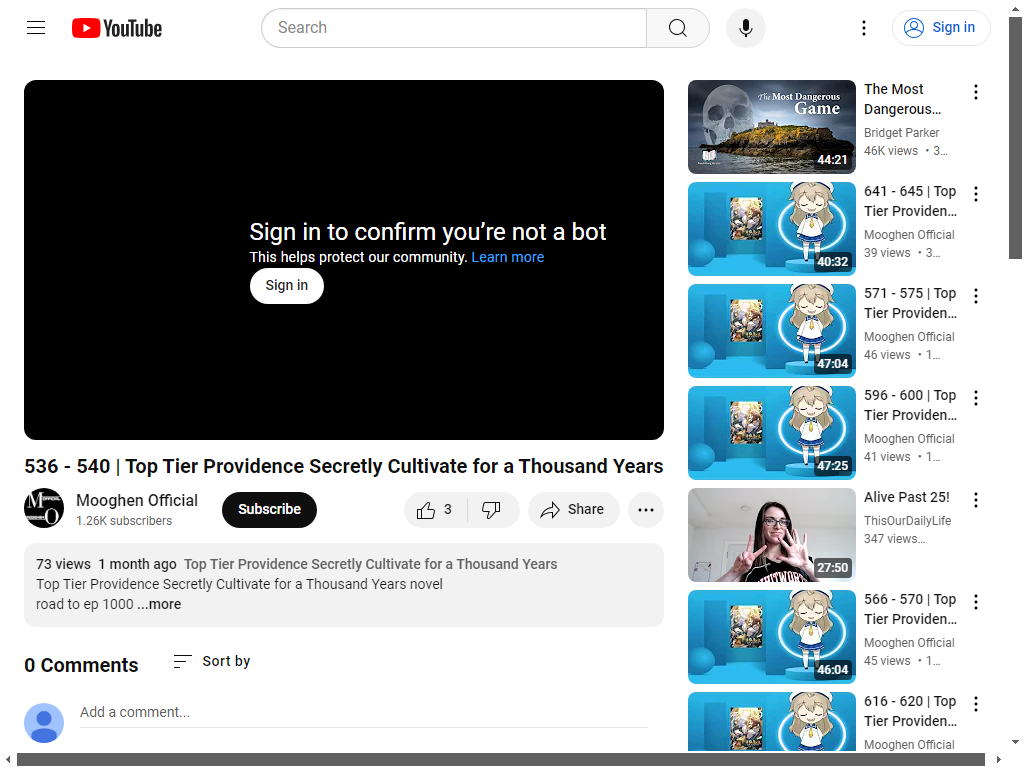 YouTube
Search
Sign in
Sign in to confirm you’re not a bot
This helps protect our community. Learn more
Sign in
536 - 540 | Top Tier Providence Secretly Cultivate for a Thousand Years
Mooghen Official
1.26K subscribers
Subscribe
3
Share
73 views 1 month ago Top Tier Providence Secretly Cultivate for a Thousand Years
Top Tier Providence Secretly Cultivate for a Thousand Years novel
road to ep 1000 ...more
0 Comments
Sort by
Add a comment...
The Most Dangerous
Game
44:21
The Most
Dangerous…
Bridget Parker
46K views • 3…
40:32
641 - 645 | Top
Tier Providen…
Mooghen Official
39 views • 3…
47:04
571 - 575 | Top
Tier Providen…
Mooghen Official
46 views • 1…
47:25
596 - 600 | Top
Tier Providen…
Mooghen Official
41 views • 1…
27:50
Alive Past 25!
ThisOurDailyLife
347 views…
46:04
566 - 570 | Top
Tier Providen…
Mooghen Official
45 views • 1…
616 - 620 | Top
Tier Providen…
Mooghen Official